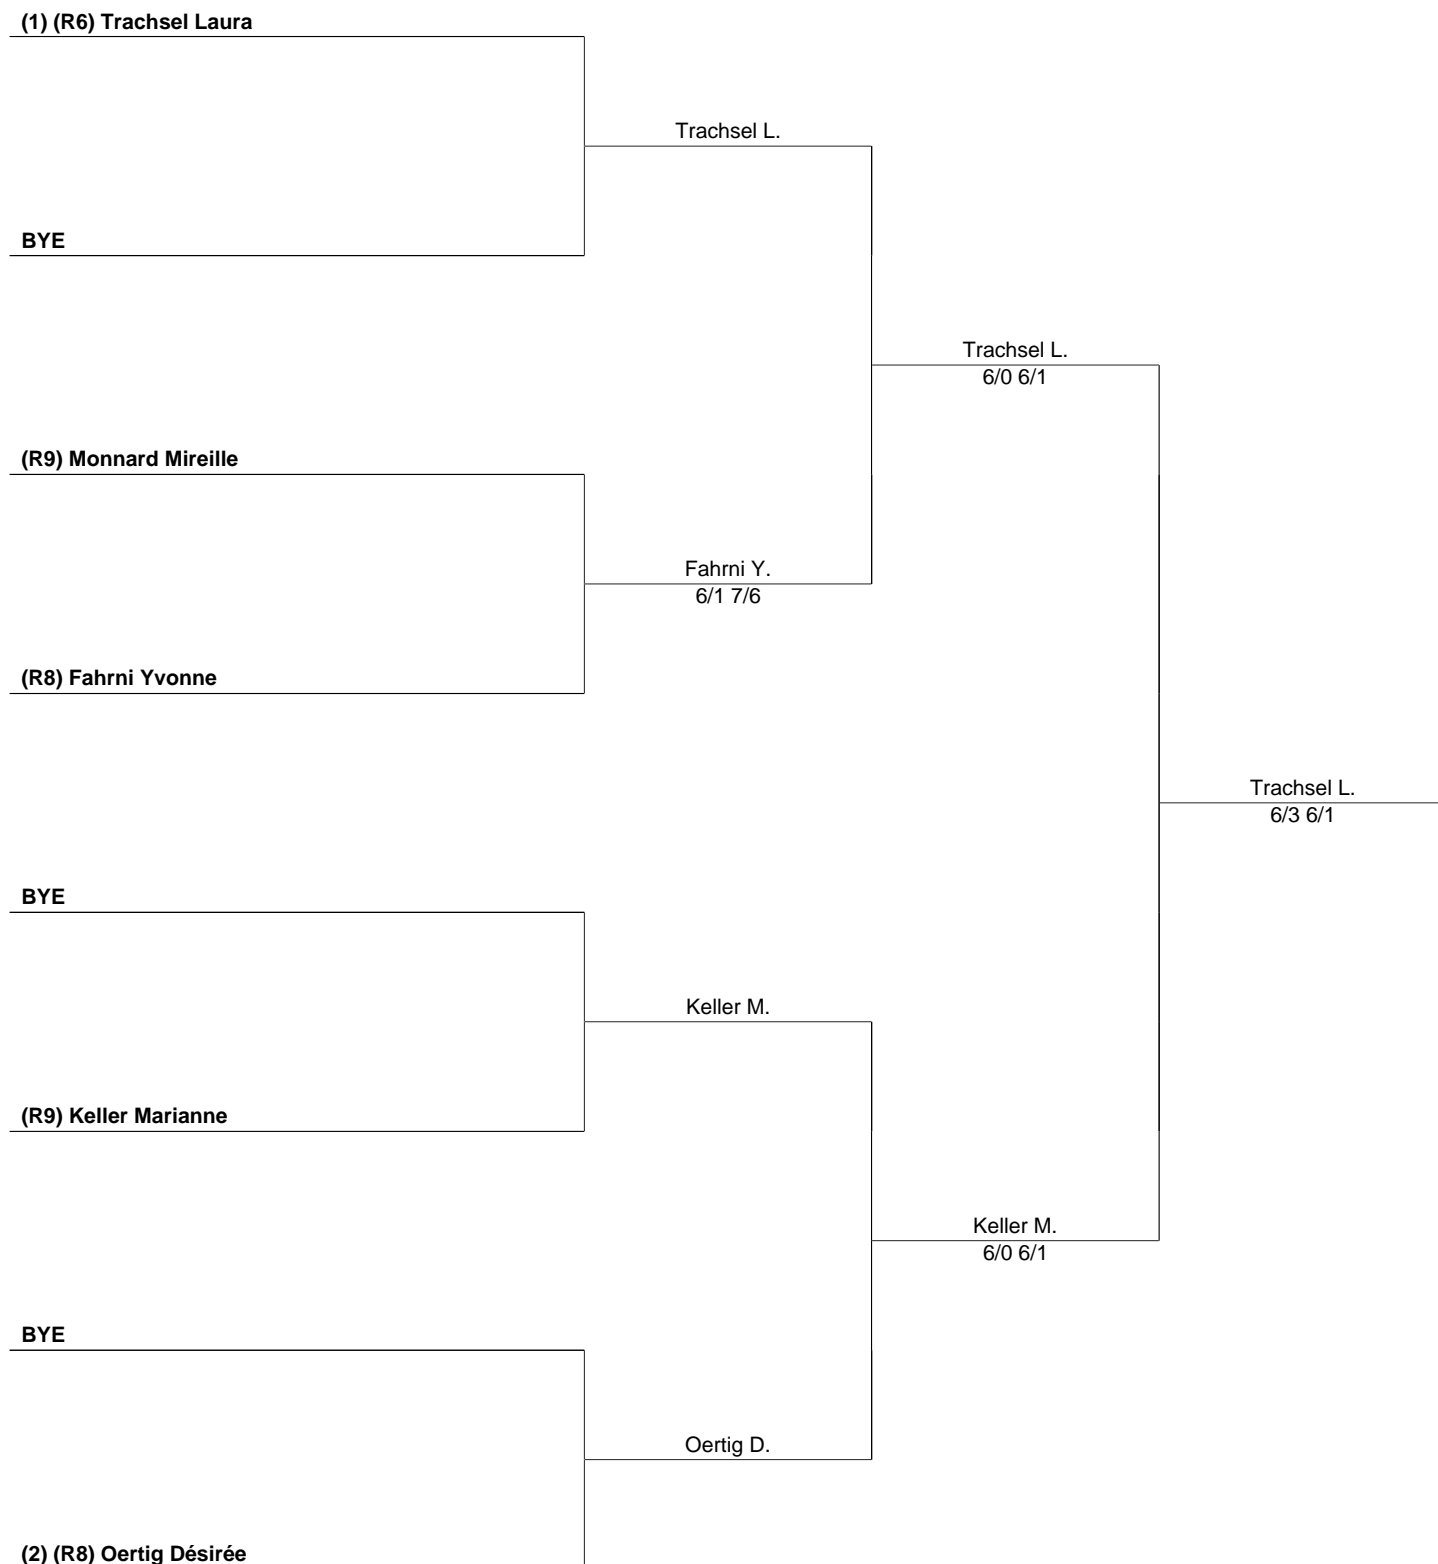 (1) (R6) Trachsel Laura
Trachsel L.
BYE
Trachsel L.
6/0 6/1
(R9) Monnard Mireille
Fahrni Y.
6/1 7/6
(R8) Fahrni Yvonne
Trachsel L.
6/3 6/1
BYE
Keller M.
(R9) Keller Marianne
Keller M.
6/0 6/1
BYE
Oertig D.
(2) (R8) Oertig Désirée